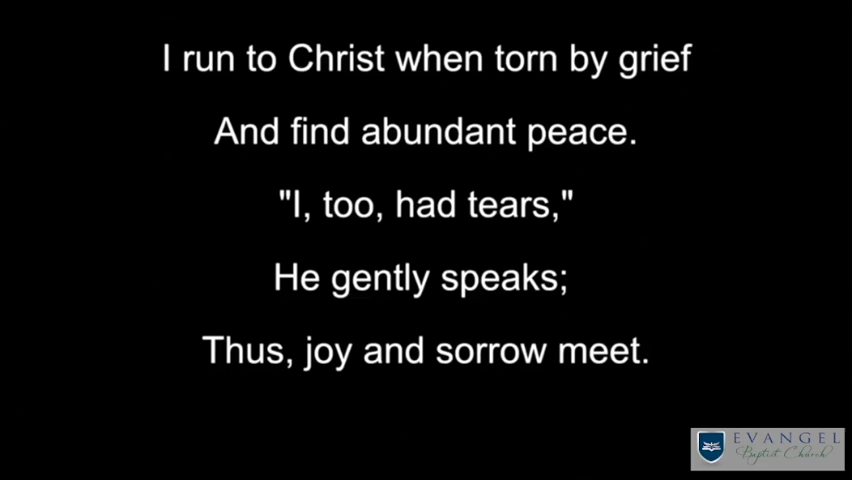 I run to Christ when torn by grief
And find abundant peace.
"I, too, had tears,"
He gently speaks;
Thus, joy and sorrow meet.
EVANGEL
Baptist Church